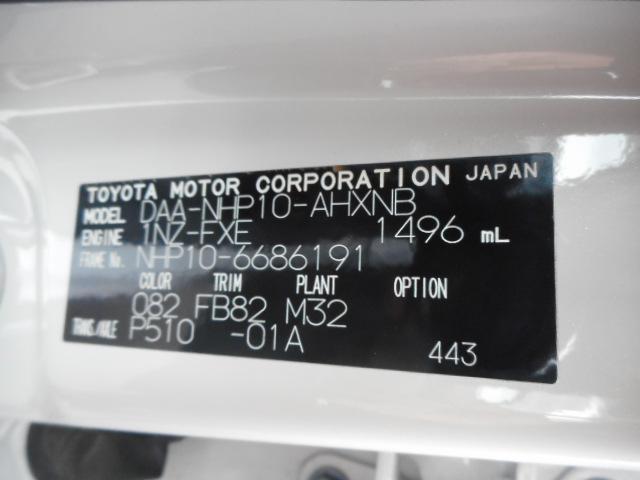 TOYOTA MOTOR CORPORATION JAPAN
MODEL DAA-NHP10-AHXNB
ENGINE 1NZ-FXE 1496 mL
FRAME No. NHP10-6686191
COLOR TRIM PLANT OPTION
082 FB82 M32
TRANS/AXLE P510 -01A
443